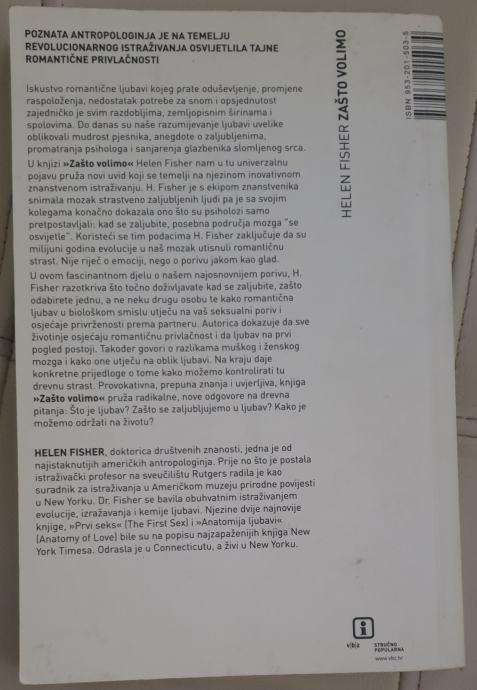 POZNATA ANTROPOLOGINJA JE NA TEMELJU
REVOLUCIONARNOG ISTRAŽIVANJA OSVIJETLILA TAJNE
ROMANTIČNE PRIVLAČNOSTI
Iskustvo romantične ljubavi kojeg prate oduševljenje, promjene
raspoloženja, nedostatak potrebe za snom i opsjednutost
zajedničko je svim razdobljima, zemljopisnim širinama i
spolovima. Do danas su naše razumijevanje ljubavi uvelike
oblikovali mudrost pjesnika, anegdote o zaljubljenima,
promatranja psihologa i sanjarenja glazbenika slomljenog srca.
U knjizi »Zašto volimo« Helen Fisher nam u tu univerzalnu
pojavu pruža novi uvid koji se temelji na njezinom inovativnom
znanstvenom istraživanju. H. Fisher je s ekipom znanstvenika
snimala mozak strastveno zaljubljenih ljudi pa je sa svojim
kolegama konačno dokazala ono što su psiholozi samo
pretpostavljali: kad se zaljubite, posebna područja mozga "se
osvijetle". Koristeći se tim podacima H. Fisher zaključuje da su
milijuni godina evolucije u naš mozak utisnuli romantičnu
strast. Nije riječ o emociji, nego o porivu jakom kao glad.
U ovom fascinantnom djelu o našem najosnovnijem porivu, H.
Fisher razotkriva što točno doživljavate kad se zaljubite, zašto
odabirete jednu, a ne neku drugu osobu te kako romantična
ljubav u biološkom smislu utječu na vaš seksualni poriv i
osjećaje privrženosti prema partneru. Autorica dokazuje da sve
životinje osjećaju romantičnu privlačnost i da ljubav na prvi
pogled postoji. Također govori o razlikama muškog i ženskog
mozga i kako one utječu na oblik ljubavi. Na kraju daje
konkretne prijedloge o tome kako možemo kontrolirati tu
drevnu strast. Provokativna, prepuna znanja i uvjerljiva, knjiga
»Zašto volimo« pruža radikalne, nove odgovore na drevna
pitanja: Što je ljubav? Zašto se zaljubljujemo u ljubav? Kako je
možemo održati na životu?
HELEN FISHER, doktorica društvenih znanosti, jedna je od
najistaknutijih američkih antropologinja. Prije no što je postala
istraživački profesor na sveučilištu Rutgers radila je kao
suradnik za istraživanja u Američkom muzeju prirodne povijesti
u New Yorku. Dr. Fisher se bavila obuhvatnim istraživanjem
evolucije, izražavanja i kemije ljubavi. Njezine dvije najnovije
knjige, »Prvi seks« (The First Sex) i »Anatomija ljubavi«
(Anatomy of Love) bile su na popisu najzapaženijih knjiga New
York Timesa. Odrasla je u Connecticutu, a živi u New Yorku.
HELEN FISHER ZAŠTO VOLIMO
ISBN 953-201-503-5
v|b|z
STRUČNO
POPULARNA
www.vbz.hr